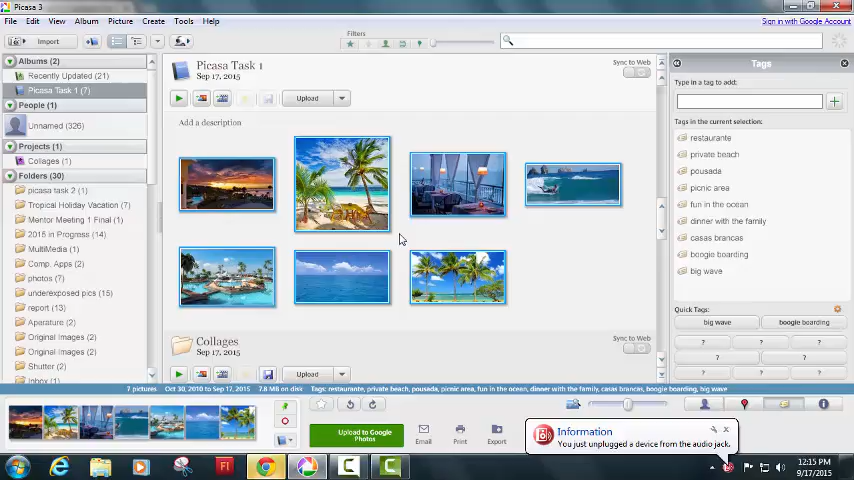 Picasa 3
File Edit View Album Picture Create Tools Help
Sign in with Google Account
Import
Filters
Albums (2)
Recently Updated (21)
Picasa Task 1 (7)
People (1)
Unnamed (326)
Projects (1)
Collages (1)
Folders (30)
picasa task 2 (1)
Tropical Holiday Vacation (7)
Mentor Meeting 1 Final (1)
2015 in Progress (14)
MultiMedia (1)
Comp. Apps (2)
photos (7)
underexposed pics (15)
report (13)
Aperature (2)
Original Images (2)
Original Images (2)
Shutter (2)
Inbox (1)
Picasa Task 1
Sep 17, 2015
Sync to Web
Upload
Add a description
Collages
Sep 17, 2015
Sync to Web
Upload
Tags
Type in a tag to add:
Tags in the current selection:
restaurante
private beach
pousada
picnic area
fun in the ocean
dinner with the family
casas brancas
boogie boarding
big wave
Quick Tags:
big wave boogie boarding
? ? ?
? ?
? ? ?
7 pictures Oct 30, 2010 to Sep 17, 2015 7.8 MB on disk Tags: restaurante, private beach, pousada, picnic area, fun in the ocean, dinner with the family, casas brancas, boogie boarding, big wave
Upload to Google Photos
Email
Print
Export
Information
You just unplugged a device from the audio jack.
12:15 PM
9/17/2015